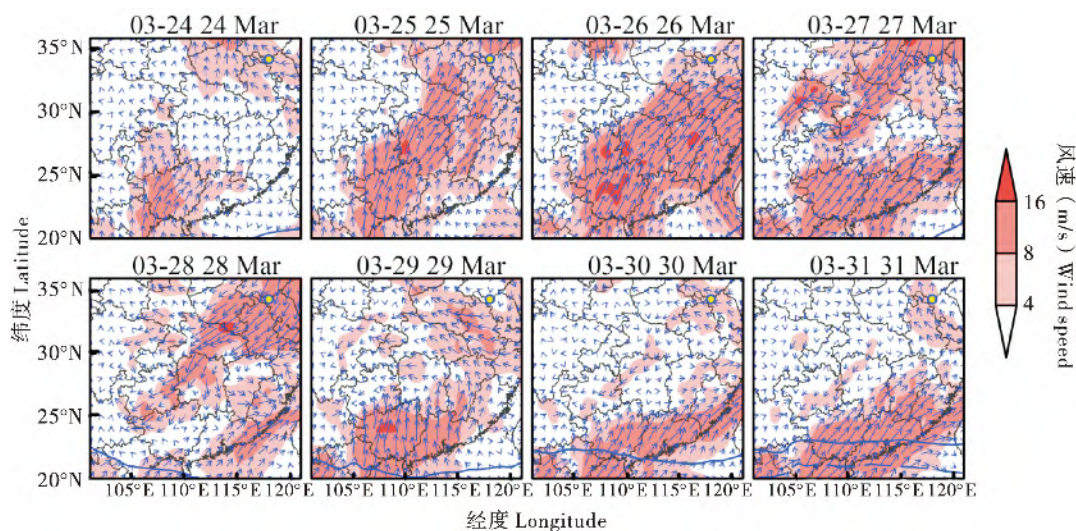 03-24 24 Mar
03-25 25 Mar
03-26 26 Mar
03-27 27 Mar
35°N
30°N
25°N
20°N
03-28 28 Mar
03-29 29 Mar
03-30 30 Mar
03-31 31 Mar
35°N
30°N
25°N
20°N
105°E 110°E 115°E 120°E
105°E 110°E 115°E 120°E
105°E 110°E 115°E 120°E
105°E 110°E 115°E 120°E
纬度 Latitude
经度 Longitude
16
8
4
风速 (m/s) Wind speed